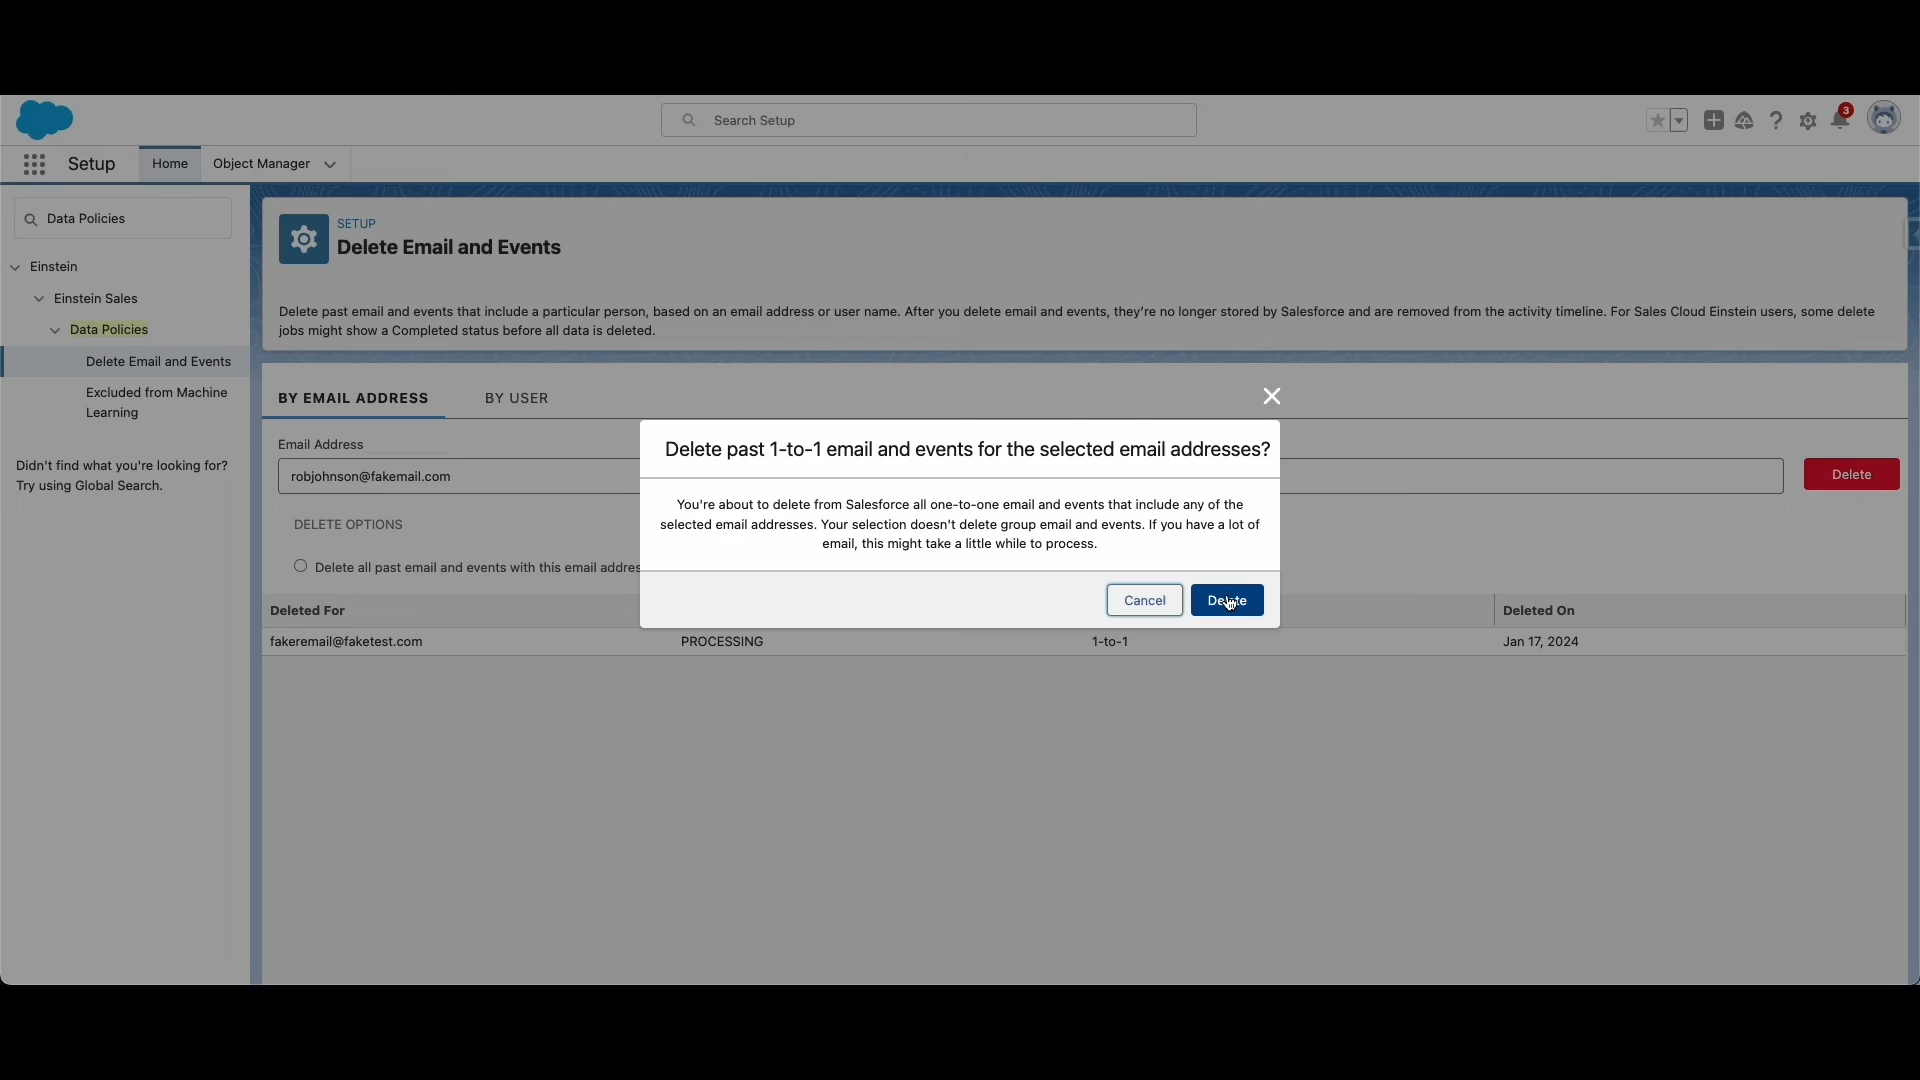 Search Setup
3
Setup
Home
Object Manager
Data Policies
Einstein
Einstein Sales
Data Policies
Delete Email and Events
Excluded from Machine
Learning
Didn't find what you're looking for?
Try using Global Search.
SETUP
Delete Email and Events
Delete past email and events that include a particular person, based on an email address or user name. After you delete email and events, they're no longer stored by Salesforce and are removed from the activity timeline. For Sales Cloud Einstein users, some delete
jobs might show a Completed status before all data is deleted.
BY EMAIL ADDRESS
BY USER
Email Address
robjohnson@fakemail.com
Delete
DELETE OPTIONS
Delete all past email and events with this email addres
Delete past 1-to-1 email and events for the selected email addresses?
You're about to delete from Salesforce all one-to-one email and events that include any of the
selected email addresses. Your selection doesn't delete group email and events. If you have a lot of
email, this might take a little while to process.
Cancel
Delete
Deleted For
Deleted On
fakeremail@faketest.com
PROCESSING
1-to-1
Jan 17, 2024